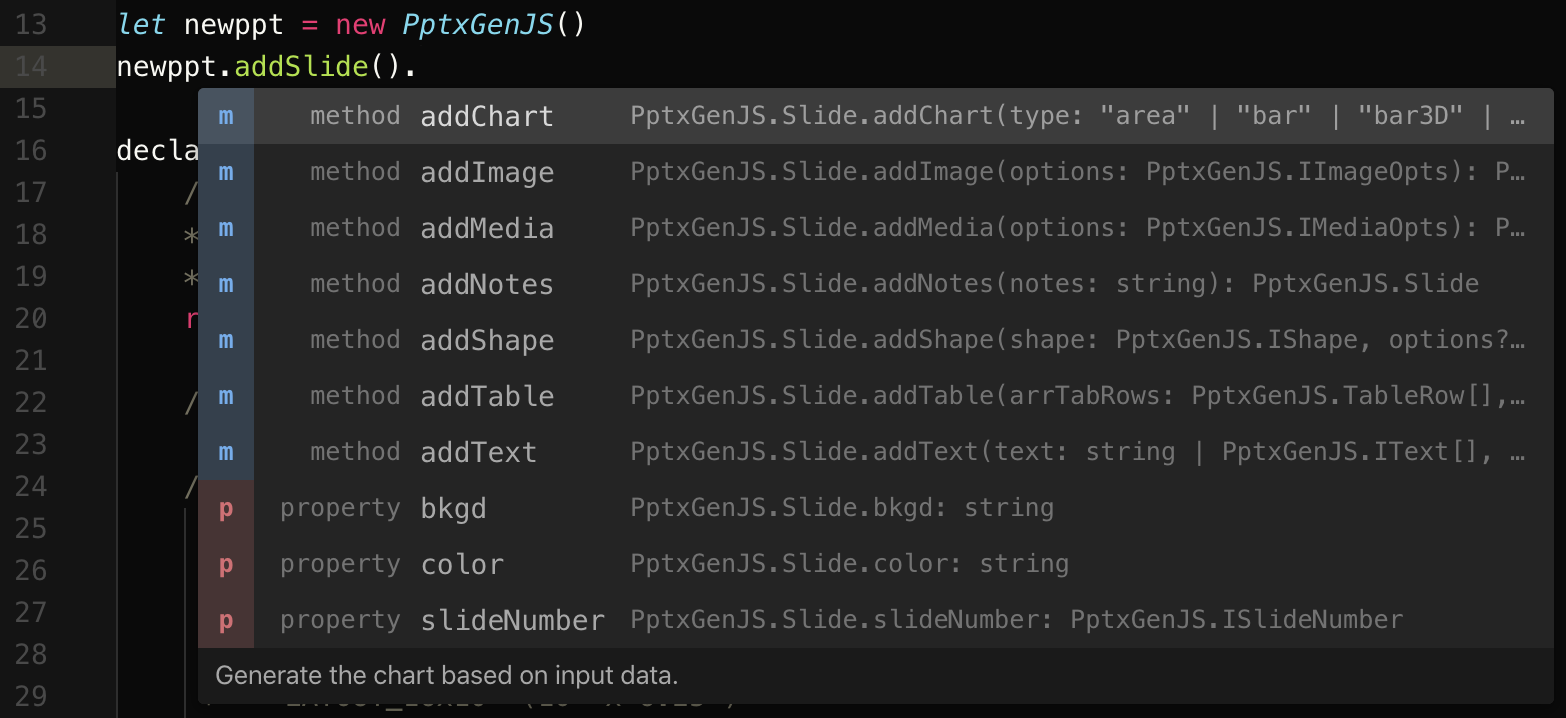 13 let newppt = new PptxGenJS()
14 newppt.addSlide().
15 m method addChart PptxGenJS.Slide.addChart(type: "area" | "bar" | "bar3D" | …
16 decla
17 / m method addImage PptxGenJS.Slide.addImage(options: PptxGenJS.IImageOpts): P…
18 * m method addMedia PptxGenJS.Slide.addMedia(options: PptxGenJS.IMediaOpts): P…
19 * m method addNotes PptxGenJS.Slide.addNotes(notes: string): PptxGenJS.Slide
20 r
21 m method addShape PptxGenJS.Slide.addShape(shape: PptxGenJS.IShape, options?…
22 / m method addTable PptxGenJS.Slide.addTable(arrTabRows: PptxGenJS.TableRow[],…
23 m method addText PptxGenJS.Slide.addText(text: string | PptxGenJS.IText[], …
24 /
25 p property bkgd PptxGenJS.Slide.bkgd: string
26 p property color PptxGenJS.Slide.color: string
27 p property slideNumber PptxGenJS.Slide.slideNumber: PptxGenJS.ISlideNumber
28 Generate the chart based on input data.
29